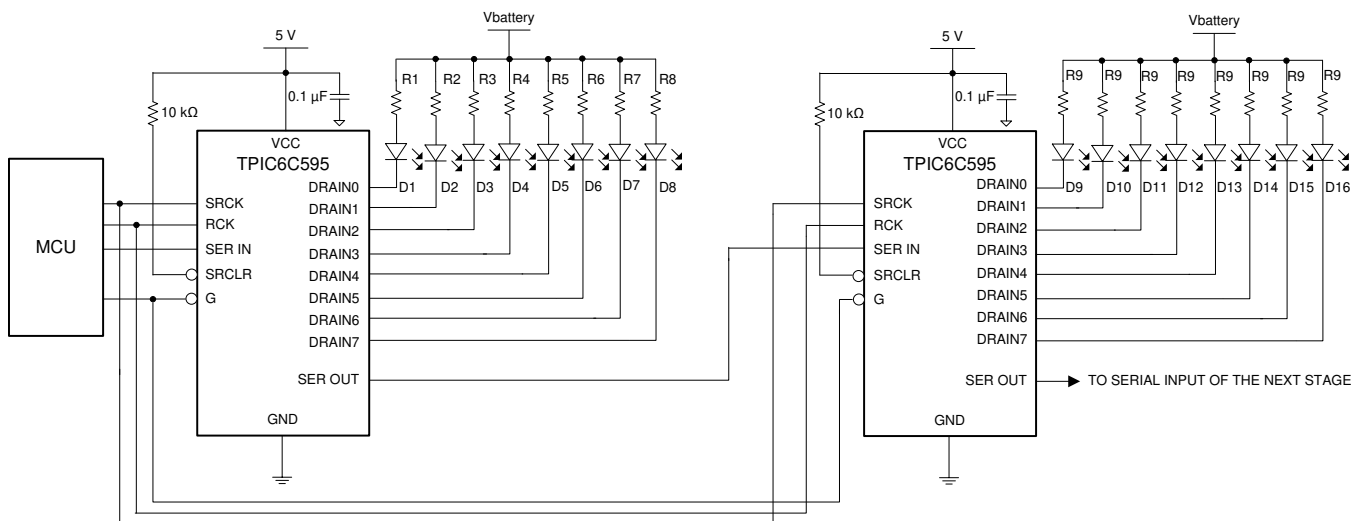 Vbattery
5 V
R1 R2 R3 R4 R5 R6 R7 R8
0.1 µF
10 kΩ
VCC
TPIC6C595
DRAIN0
DRAIN1
DRAIN2
DRAIN3
DRAIN4
DRAIN5
DRAIN6
DRAIN7
SER OUT
GND
SRCK
RCK
SER IN
SRCLR
G
MCU
D1 D2 D3 D4 D5 D6 D7 D8
Vbattery
5 V
R9 R9 R9 R9 R9 R9 R9 R9
0.1 µF
10 kΩ
VCC
TPIC6C595
DRAIN0
DRAIN1
DRAIN2
DRAIN3
DRAIN4
DRAIN5
DRAIN6
DRAIN7
SER OUT
GND
SRCK
RCK
SER IN
SRCLR
G
D9 D10 D11 D12 D13 D14 D15 D16
TO SERIAL INPUT OF THE NEXT STAGE